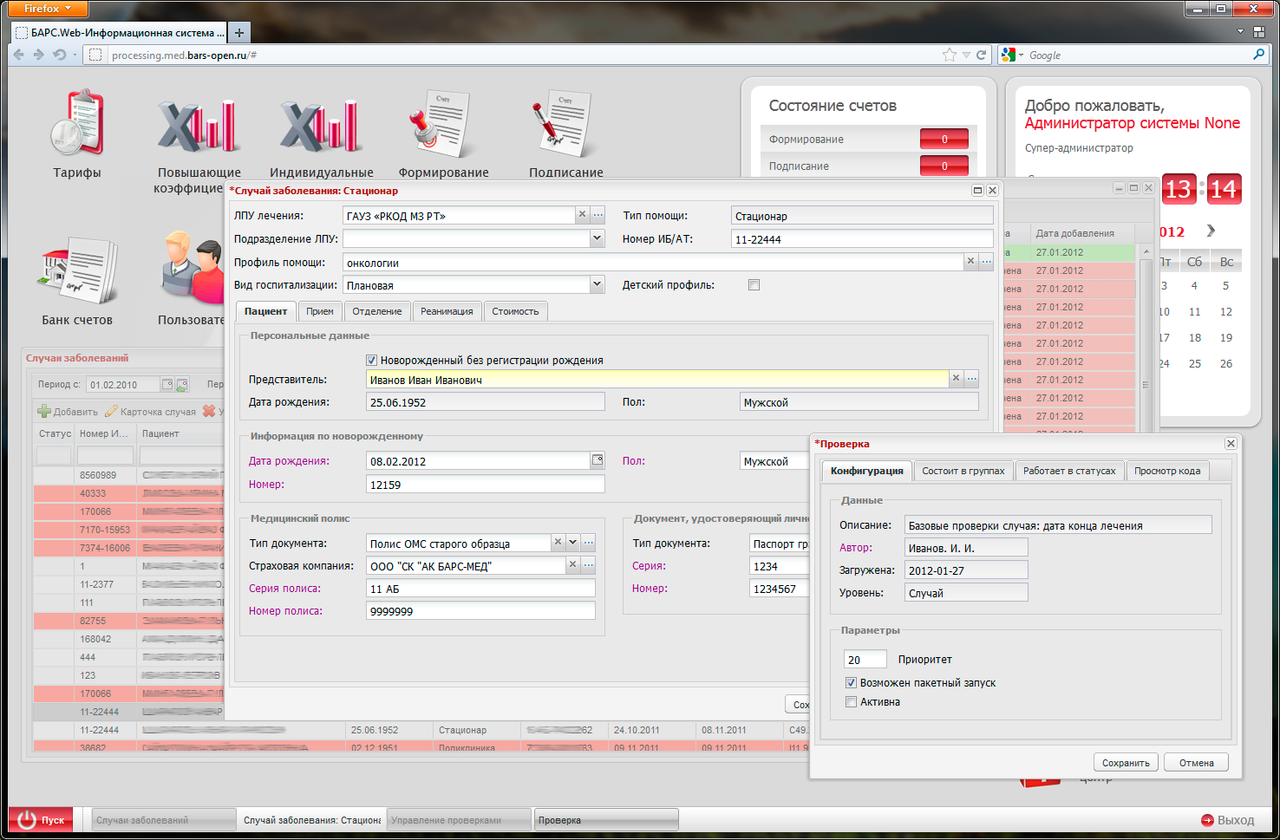 Firefox
БАРС.Web-Информационная система ...
processing.med.bars-open.ru/#
Google
Тарифы
Повышающие
коэффицие
Индивидуальные
Формирование
Подписание
Банк счетов
Пользовате
Состояние счетов
Формирование 0
Подписание 0
Добро пожаловать,
Администратор системы None
Супер-администратор
13:14
2012
Пт Сб Вс
3 4 5
10 11 12
17 18 19
24 25 26
*Случай заболевания: Стационар
ЛПУ лечения: ГАУЗ «РКОД МЗ РТ» Тип помощи: Стационар
Подразделение ЛПУ: Номер ИБ/АТ: 11-22444
Профиль помощи: онкологии
Вид госпитализации: Плановая Детский профиль:
Пациент Прием Отделение Реанимация Стоимость
Персональные данные
Новорожденный без регистрации рождения
Представитель: Иванов Иван Иванович
Дата рождения: 25.06.1952 Пол: Мужской
Информация по новорожденному
Дата рождения: 08.02.2012 Пол: Мужской
Номер: 12159
Медицинский полис
Тип документа: Полис ОМС старого образца
Страховая компания: ООО "СК "АК БАРС-МЕД"
Серия полиса: 11 АБ
Номер полиса: 9999999
Документ, удостоверяющий личн
Тип документа: Паспорт гр
Серия: 1234
Номер: 1234567
Сох
Дата добавления
27.01.2012
ена 27.01.2012
ена 27.01.2012
ена 27.01.2012
ена 27.01.2012
ена 27.01.2012
ена 27.01.2012
ена 27.01.2012
ена 27.01.2012
ена 27.01.2012
Случаи заболеваний
Период с: 01.02.2010 Пер
Добавить Карточка случая У
Статус Номер И... Пациент
8560989
40333
170066
7170-15953
7374-16006
1
11-2377
111
82755
168042
444
123
170066
11-22444
11-22444 25.06.1952 Стационар 62 24.10.2011 08.11.2011 C49.
38682 02.12.1951 Поликлиника 63 09.11.2011 09.11.2011 I11.9
*Проверка
Конфигурация Состоит в группах Работает в статусах Просмотр кода
Данные
Описание: Базовые проверки случая: дата конца лечения
Автор: Иванов. И. И.
Загружена: 2012-01-27
Уровень: Случай
Параметры
20 Приоритет
Возможен пакетный запуск
Активна
Сохранить Отмена
центр
Пуск
Случаи заболеваний
Случай заболевания: Стациона
Управление проверками
Проверка
Выход